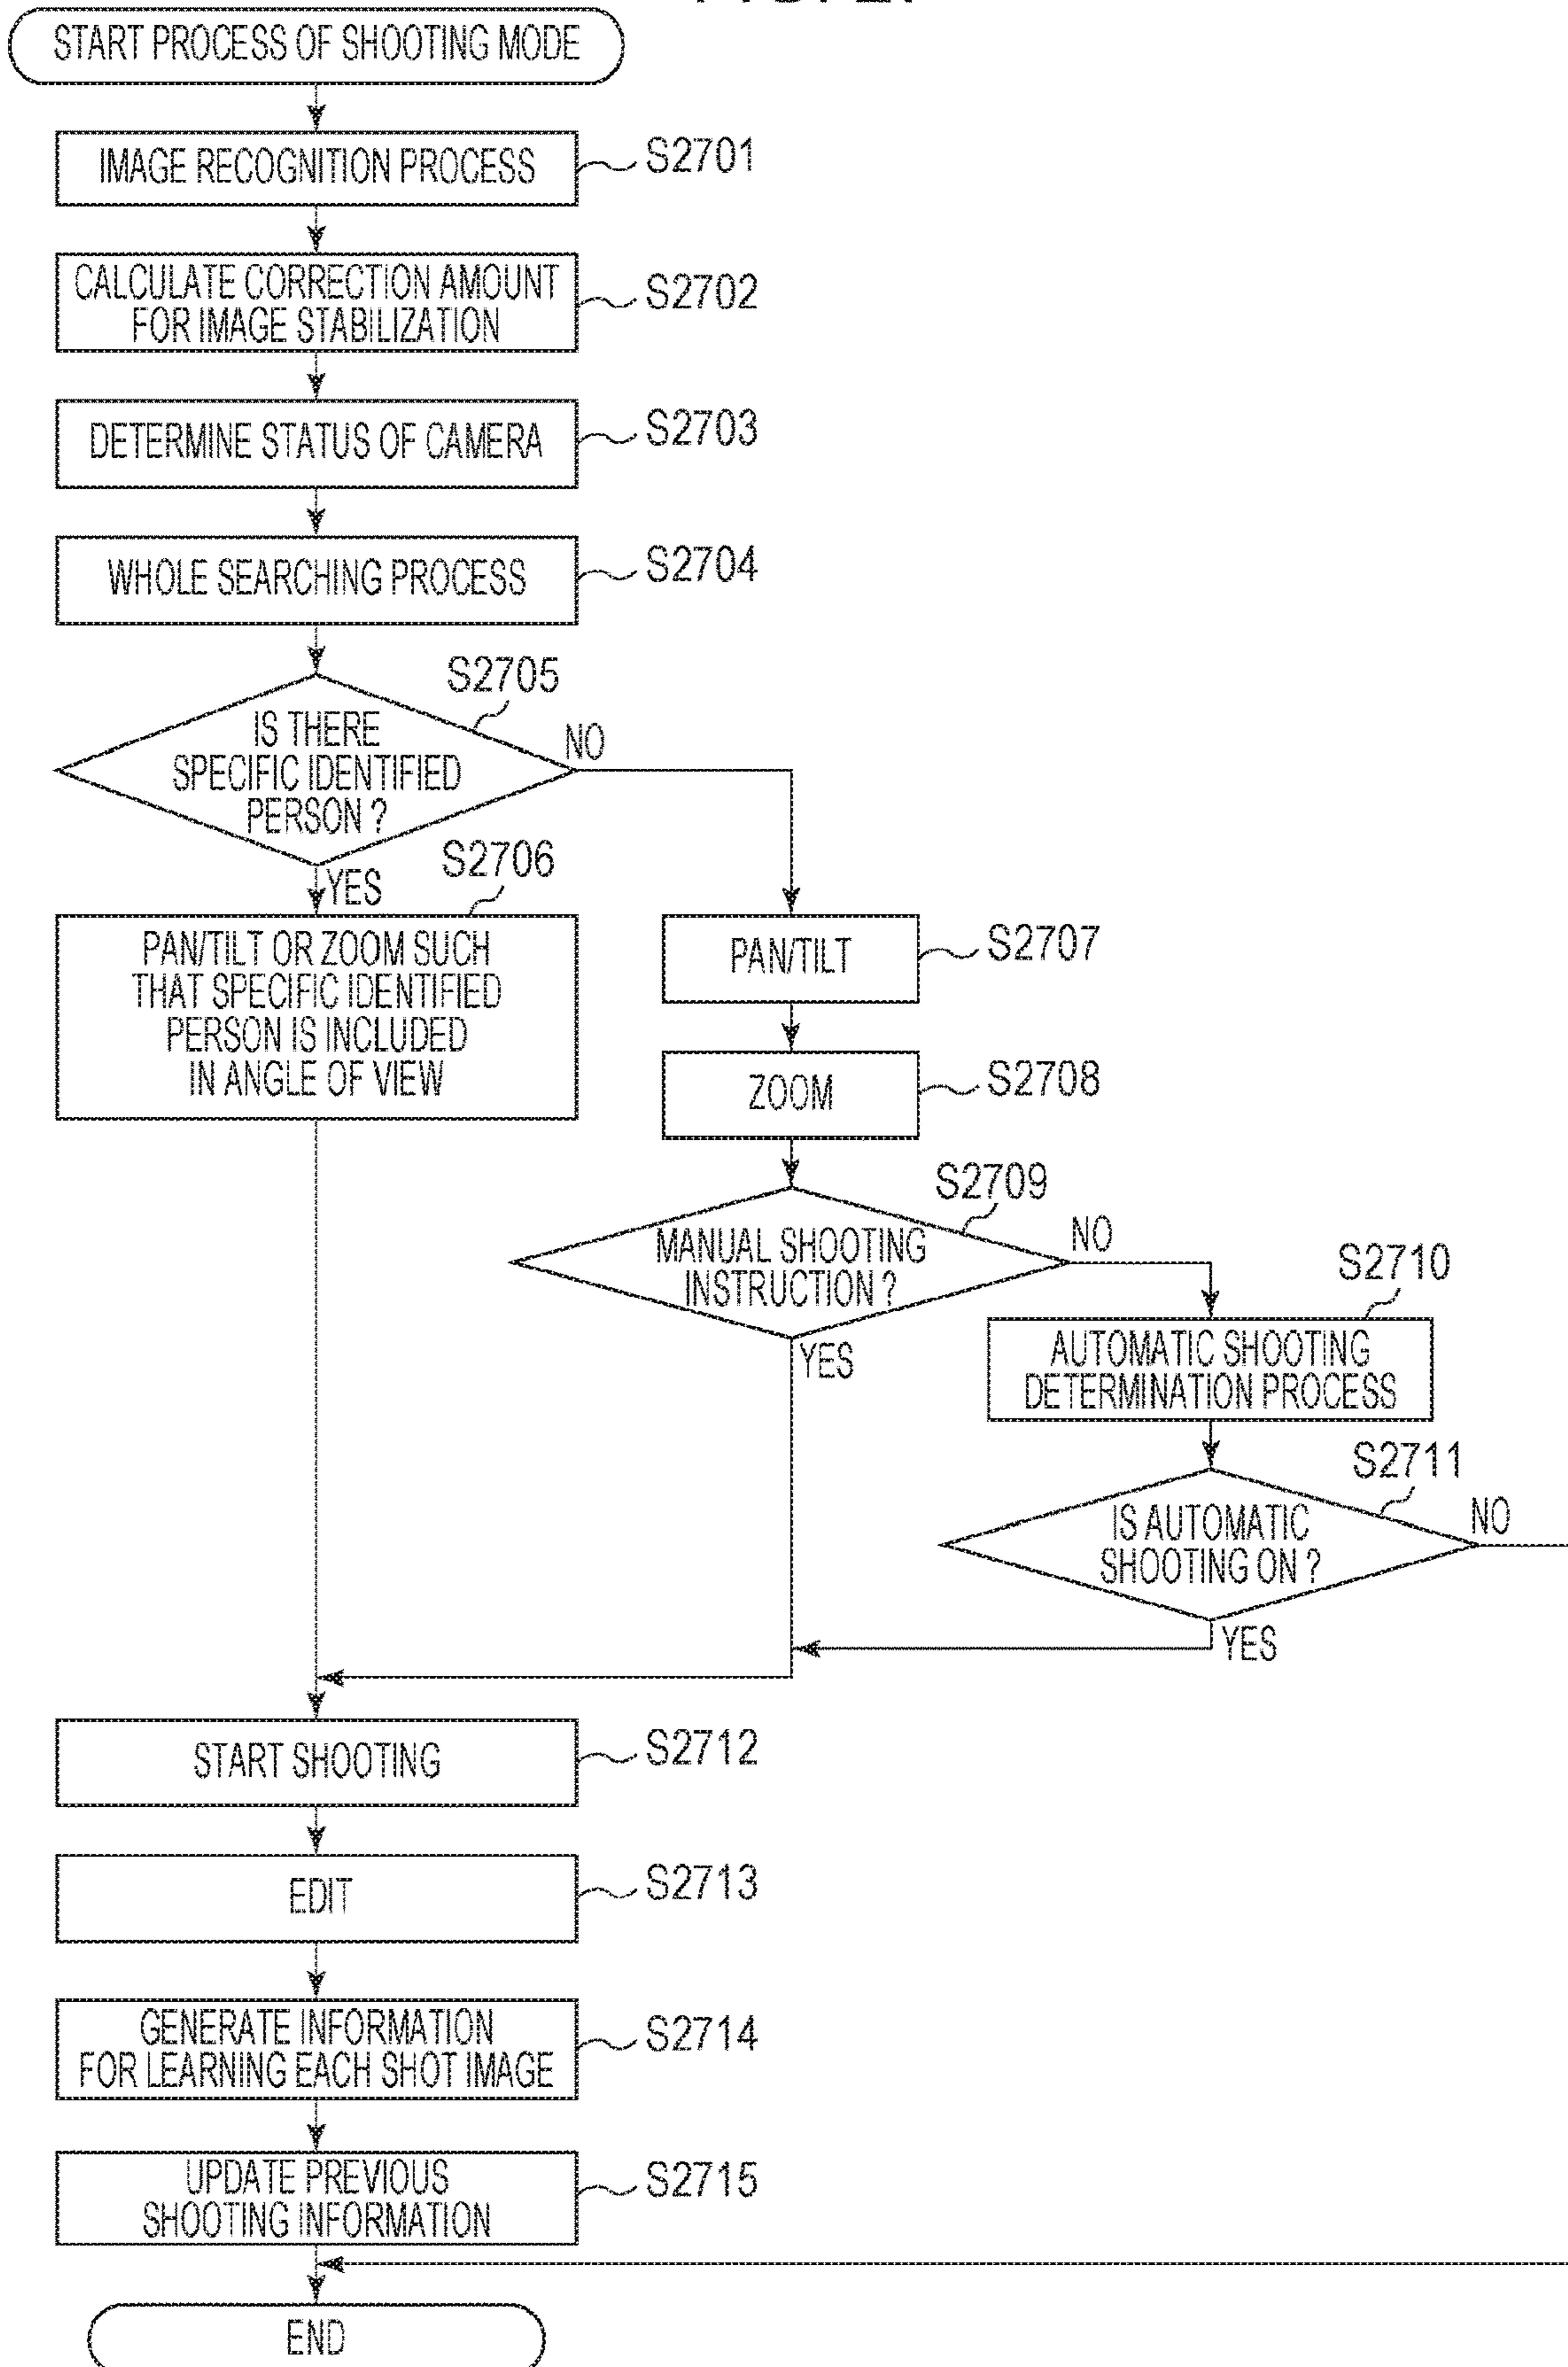 START PROCESS OF SHOOTING MODE
IMAGE RECOGNITION PROCESS
S2701
CALCULATE CORRECTION AMOUNT
FOR IMAGE STABILIZATION
S2702
DETERMINE STATUS OF CAMERA
S2703
WHOLE SEARCHING PROCESS
S2704
S2705
IS THERE
SPECIFIC IDENTIFIED
PERSON ?
NO
YES
S2706
PAN/TILT OR ZOOM SUCH
THAT SPECIFIC IDENTIFIED
PERSON IS INCLUDED
IN ANGLE OF VIEW
PAN/TILT
S2707
ZOOM
S2708
S2709
MANUAL SHOOTING
INSTRUCTION ?
NO
YES
S2710
AUTOMATIC SHOOTING
DETERMINATION PROCESS
S2711
IS AUTOMATIC
SHOOTING ON ?
NO
YES
START SHOOTING
S2712
EDIT
S2713
GENERATE INFORMATION
FOR LEARNING EACH SHOT IMAGE
S2714
UPDATE PREVIOUS
SHOOTING INFORMATION
S2715
END